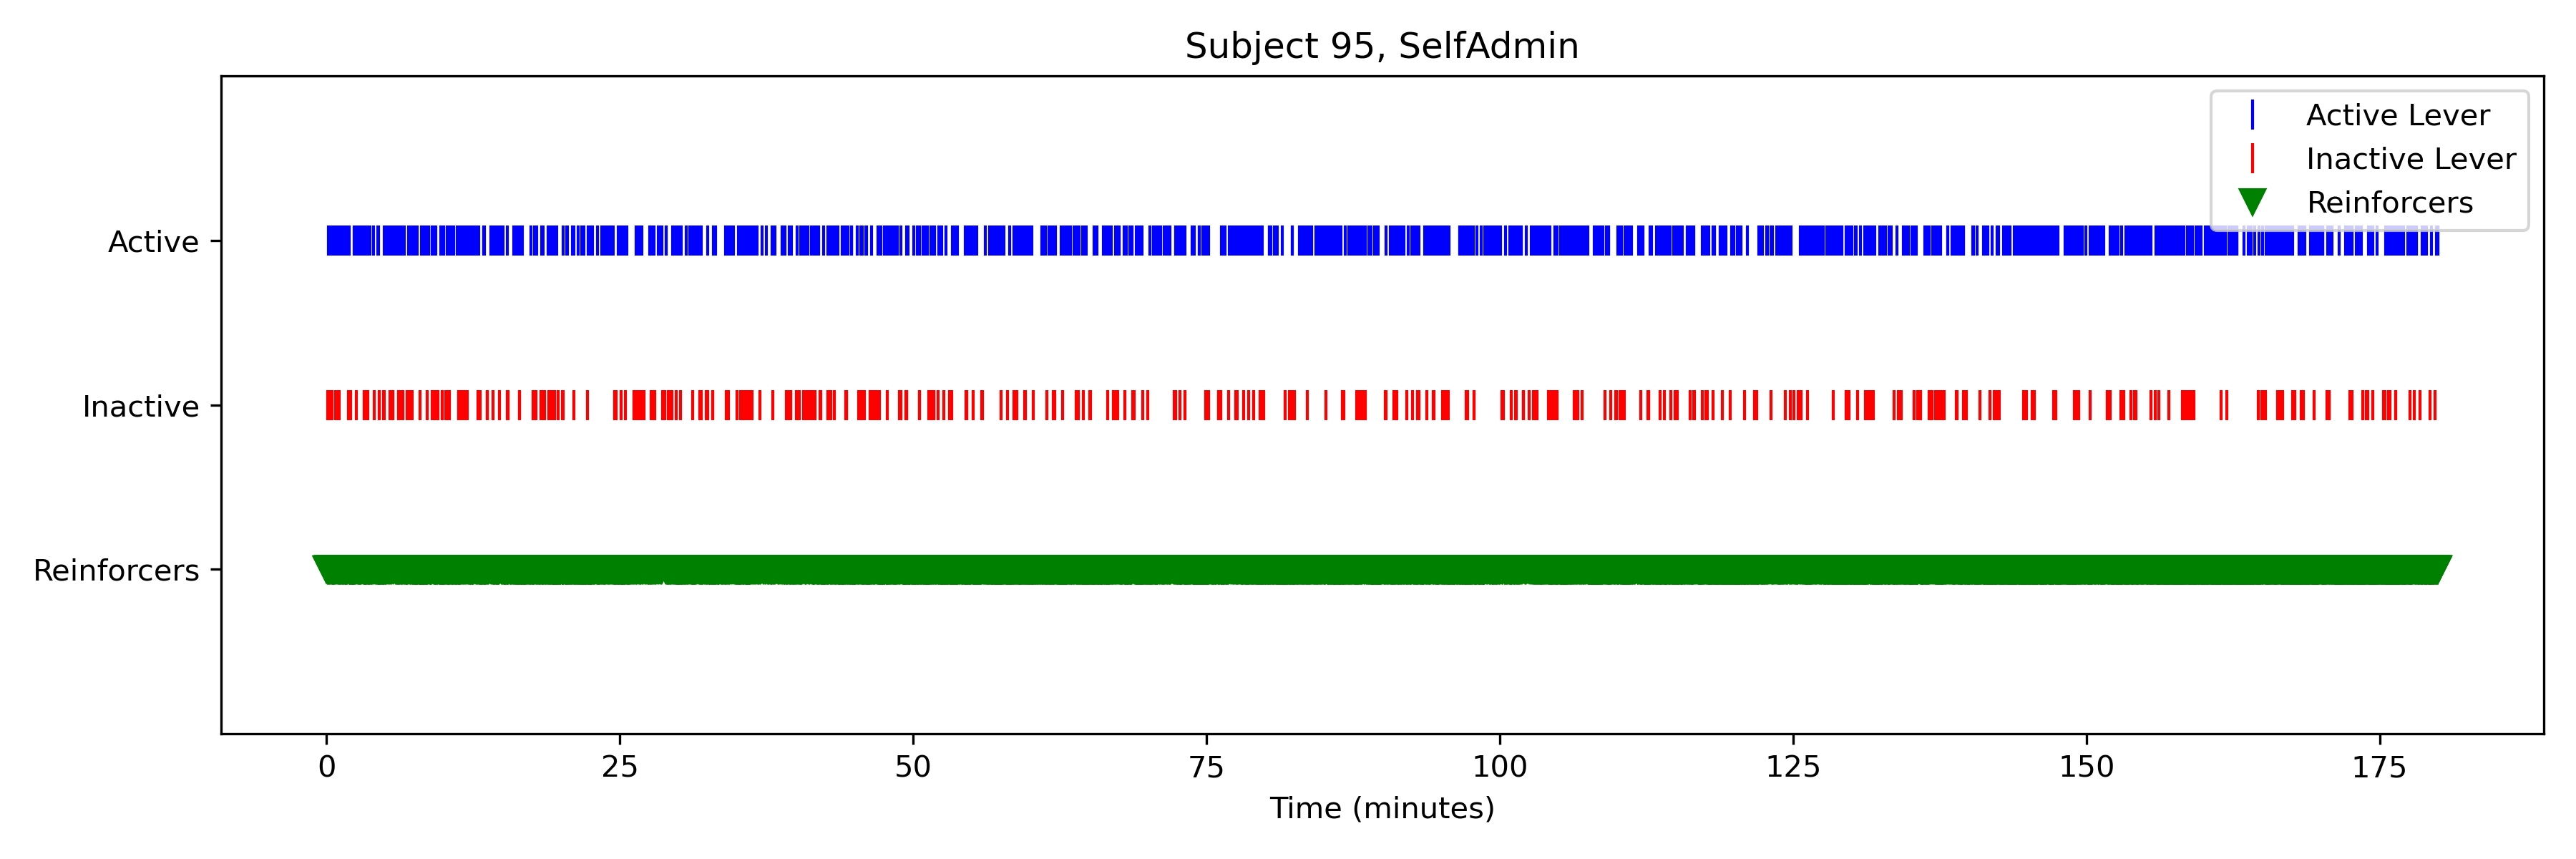 Subject 95, SelfAdmin
Active Lever
Inactive Lever
Reinforcers
Active
Inactive
Reinforcers
0 25 50 75 100 125 150 175
Time (minutes)